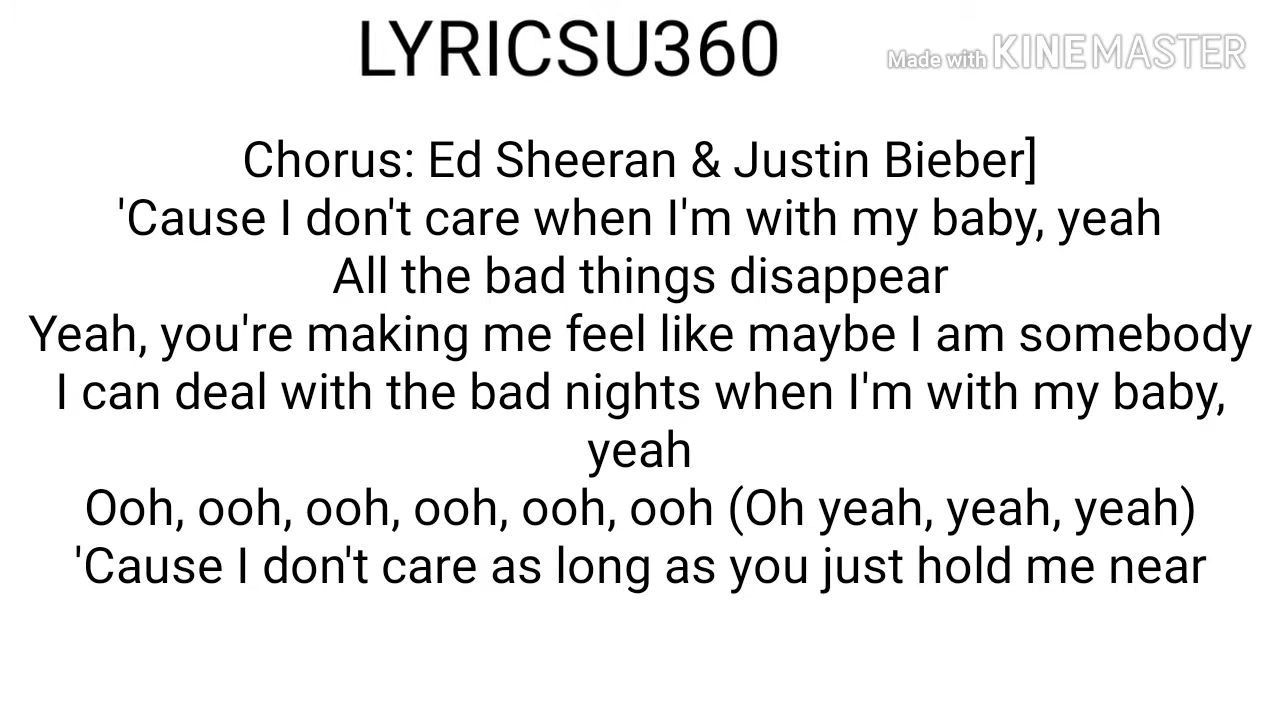 LYRICSU360
Made with KINEMASTER
Chorus: Ed Sheeran & Justin Bieber]
'Cause I don't care when I'm with my baby, yeah
All the bad things disappear
Yeah, you're making me feel like maybe I am somebody
I can deal with the bad nights when I'm with my baby,
yeah
Ooh, ooh, ooh, ooh, ooh, ooh (Oh yeah, yeah, yeah)
'Cause I don't care as long as you just hold me near